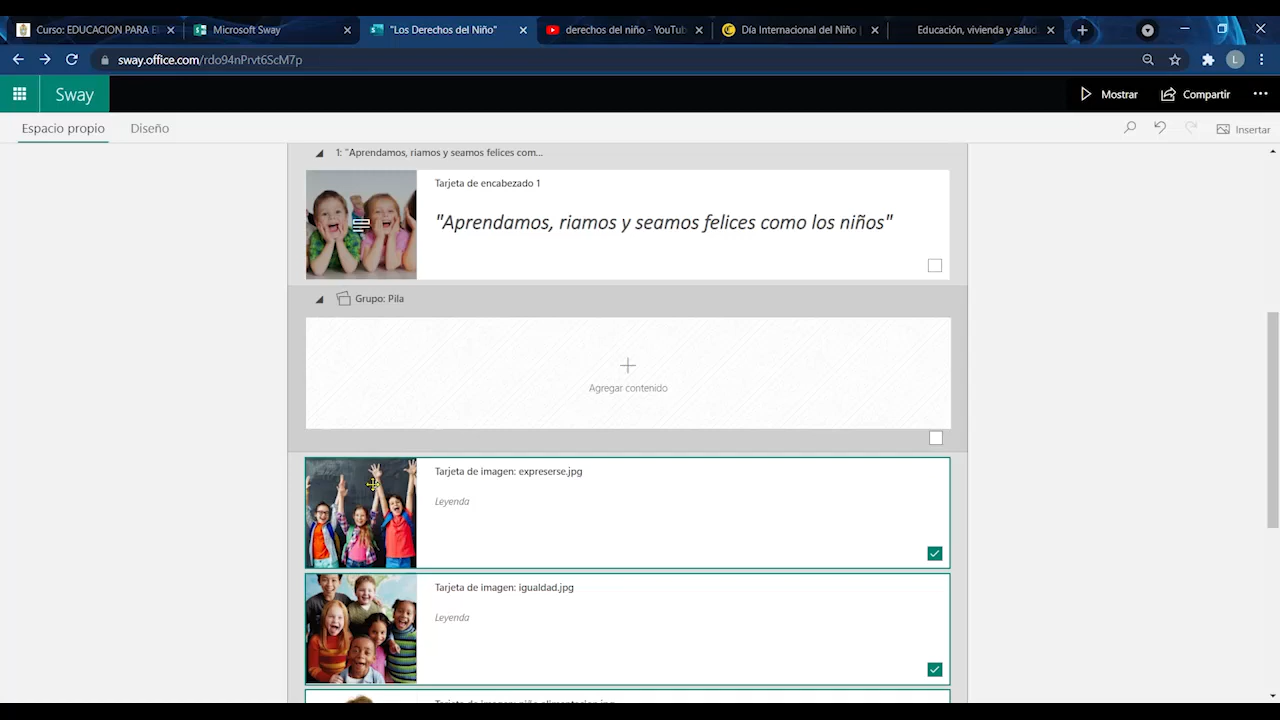 Curso: EDUCACION PARA E
Microsoft Sway
"Los Derechos del Niño"
derechos del niño - YouTub
Día Internacional del Niño |
Educación, vivienda y salud
sway.office.com/rdo94nPrvt6ScM7p
L
Sway
Mostrar
Compartir
Espacio propio
Diseño
Insertar
1: "Aprendamos, riamos y seamos felices com...
Tarjeta de encabezado 1
"Aprendamos, riamos y seamos felices como los niños"
Grupo: Pila
Agregar contenido
Tarjeta de imagen: expreserse.jpg
Leyenda
Tarjeta de imagen: igualdad.jpg
Leyenda